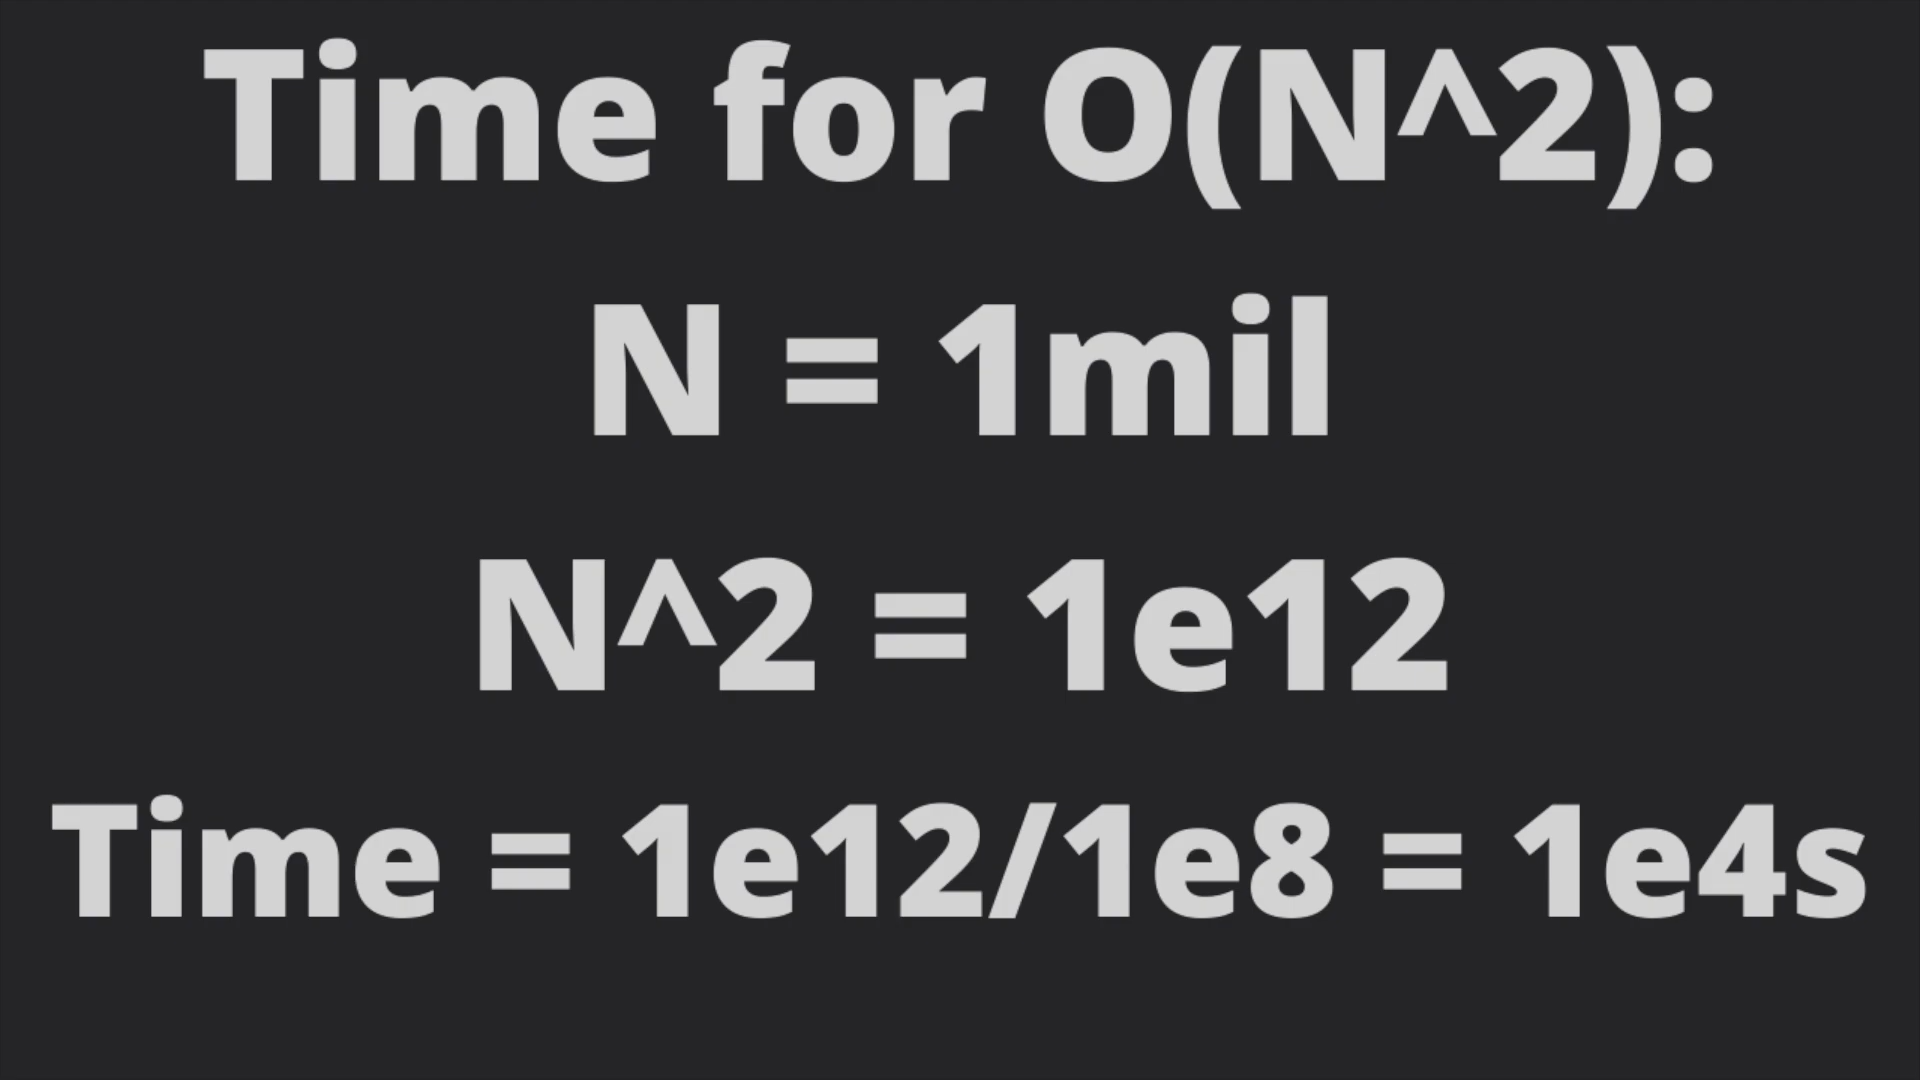 Time for O(N^2):
N = 1mil
N^2 = 1e12
Time = 1e12/1e8 = 1e4s